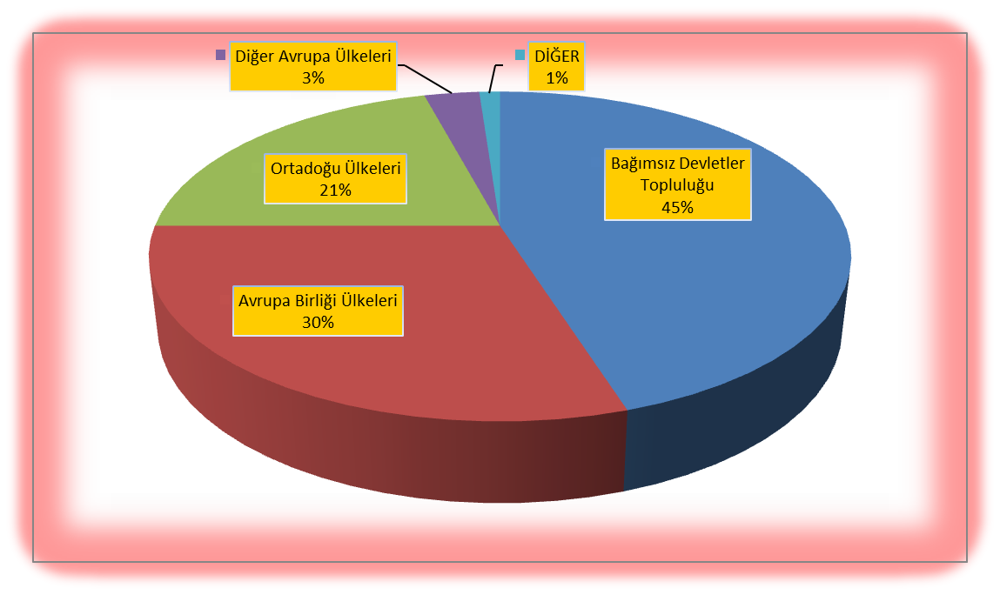 Diğer Avrupa Ülkeleri
3%
DİĞER
1%
Ortadoğu Ülkeleri
21%
Bağımsız Devletler
Topluluğu
45%
Avrupa Birliği Ülkeleri
30%